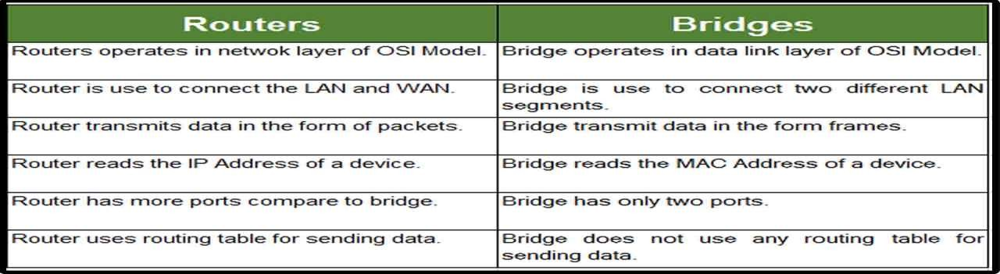 Routers
Bridges
Routers operates in netwok layer of OSI Model.
Bridge operates in data link layer of OSI Model.
Router is use to connect the LAN and WAN.
Bridge is use to connect two different LAN
segments.
Router transmits data in the form of packets.
Bridge transmit data in the form frames.
Router reads the IP Address of a device.
Bridge reads the MAC Address of a device.
Router has more ports compare to bridge.
Bridge has only two ports.
Router uses routing table for sending data.
Bridge does not use any routing table for
sending data.